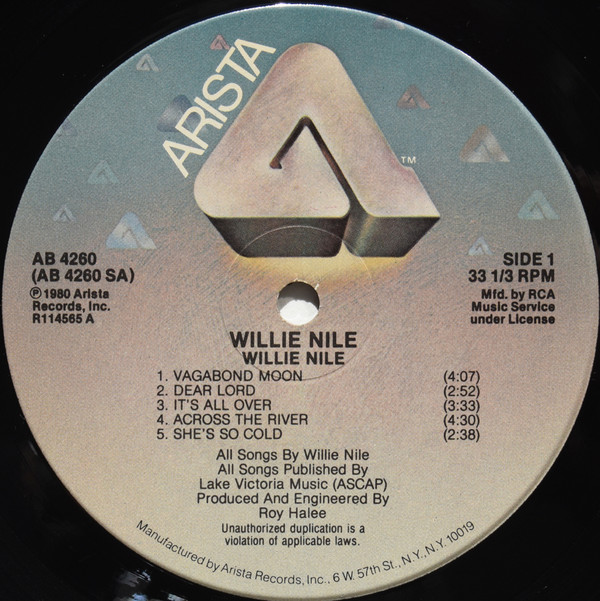 ARISTA
TM
AB 4260
(AB 4260 SA)
℗ 1980 Arista
Records, Inc.
R114565 A
SIDE 1
33 1/3 RPM
Mfd. by RCA
Music Service
under License
WILLIE NILE
WILLIE NILE
1. VAGABOND MOON (4:07)
2. DEAR LORD (2:52)
3. IT'S ALL OVER (3:33)
4. ACROSS THE RIVER (4:30)
5. SHE'S SO COLD (2:38)
All Songs By Willie Nile
All Songs Published By
Lake Victoria Music (ASCAP)
Produced And Engineered By
Roy Halee
Unauthorized duplication is a
violation of applicable laws.
Manufactured by Arista Records, Inc., 6 W. 57th St., N.Y., N.Y. 10019